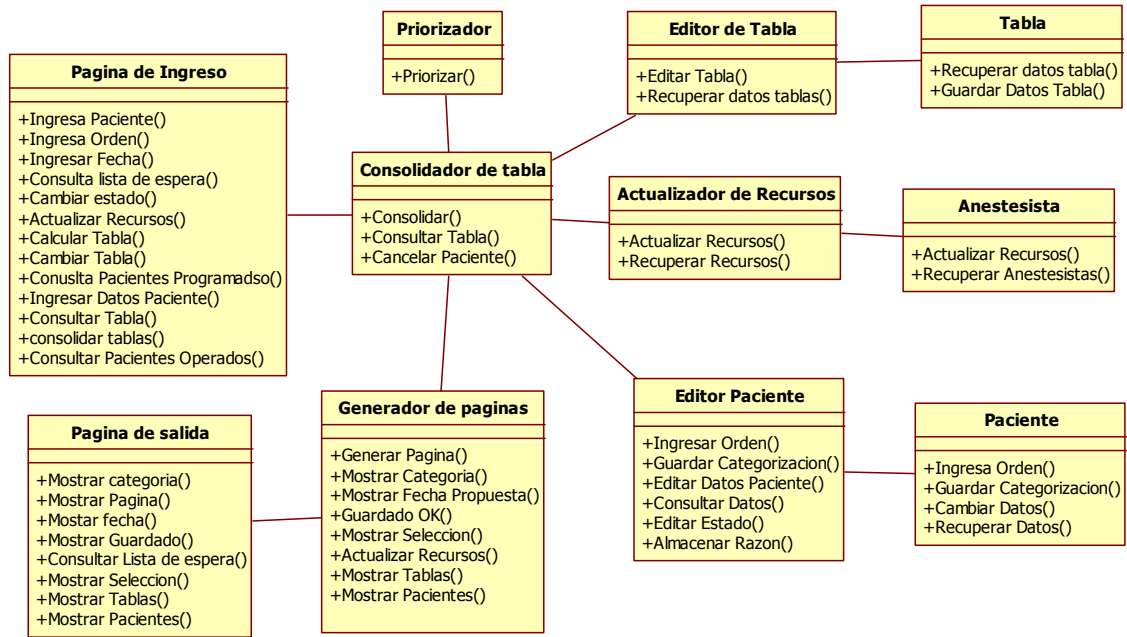 Pagina de Ingreso
+Ingresa Paciente()
+Ingresa Orden()
+Ingresar Fecha()
+Consulta lista de espera()
+Cambiar estado()
+Actualizar Recursos()
+Calcular Tabla()
+Cambiar Tabla()
+Conuslta Pacientes Programadso()
+Ingresar Datos Paciente()
+Consultar Tabla()
+consolidar tablas()
+Consultar Pacientes Operados()
Priorizador
+Priorizar()
Editor de Tabla
+Editar Tabla()
+Recuperar datos tablas()
Tabla
+Recuperar datos tabla()
+Guardar Datos Tabla()
Consolidador de tabla
+Consolidar()
+Consultar Tabla()
+Cancelar Paciente()
Actualizador de Recursos
+Actualizar Recursos()
+Recuperar Recursos()
Anestesista
+Actualizar Recursos()
+Recuperar Anestesistas()
Pagina de salida
+Mostrar categoria()
+Mostrar Pagina()
+Mostar fecha()
+Mostrar Guardado()
+Consultar Lista de espera()
+Mostrar Seleccion()
+Mostrar Tablas()
+Mostrar Pacientes()
Generador de paginas
+Generar Pagina()
+Mostrar Categoria()
+Mostrar Fecha Propuesta()
+Guardado OK()
+Mostrar Seleccion()
+Actualizar Recursos()
+Mostrar Tablas()
+Mostrar Pacientes()
Editor Paciente
+Ingresar Orden()
+Guardar Categorizacion()
+Editar Datos Paciente()
+Consultar Datos()
+Editar Estado()
+Almacenar Razon()
Paciente
+Ingresa Orden()
+Guardar Categorizacion()
+Cambiar Datos()
+Recuperar Datos()